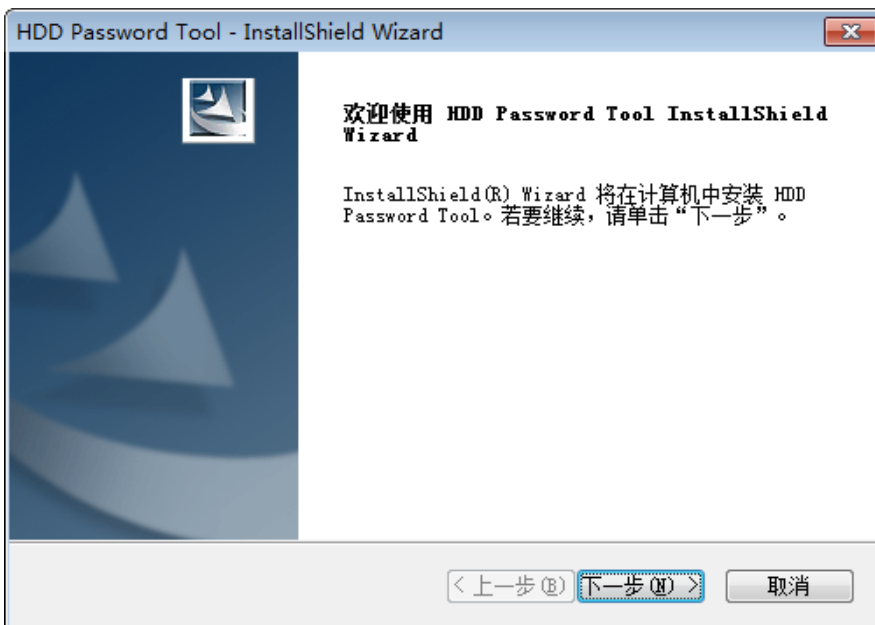 HDD Password Tool - InstallShield Wizard
欢迎使用 HDD Password Tool InstallShield
Wizard
InstallShield(R) Wizard 将在计算机中安装 HDD
Password Tool。若要继续，请单击“下一步”。
< 上一步(B) 下一步(N) > 取消